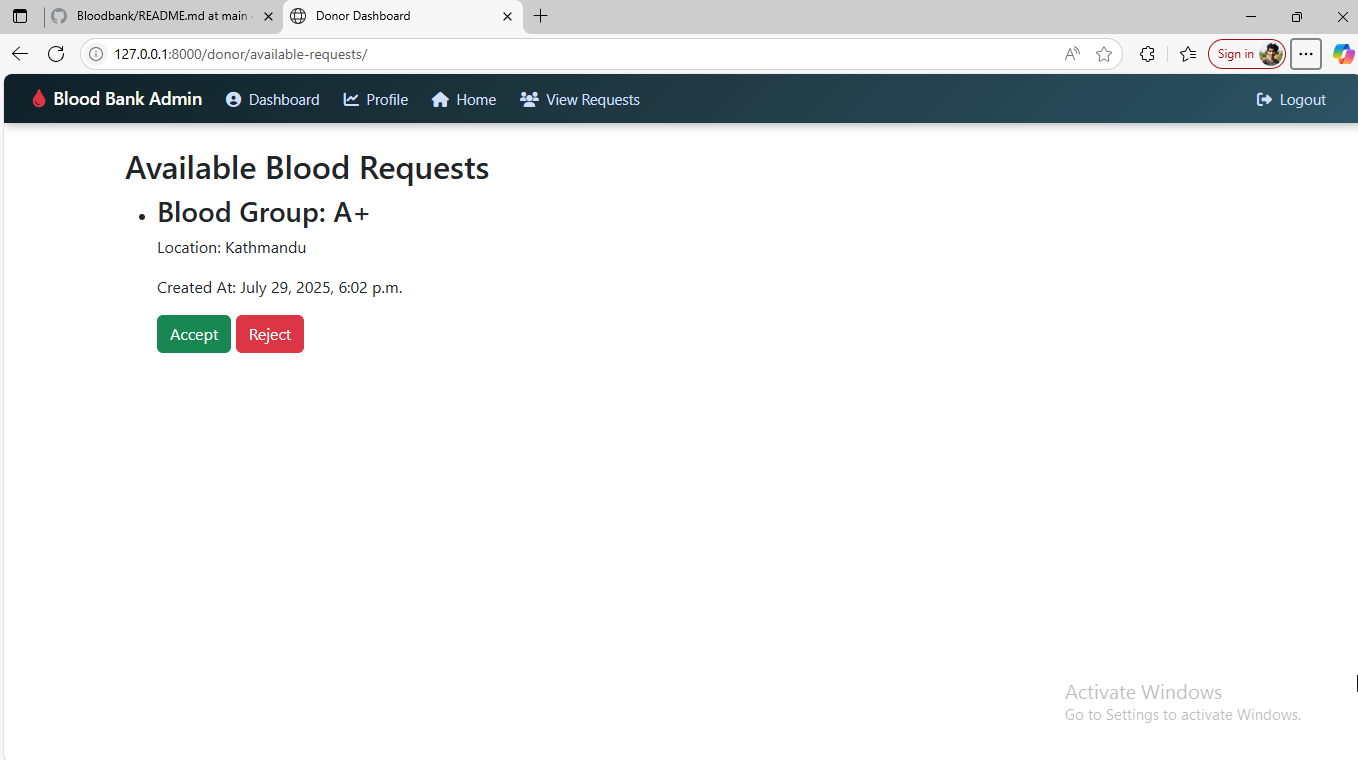 Bloodbank/README.md at main
Donor Dashboard
127.0.0.1:8000/donor/available-requests/
Sign in
Blood Bank Admin
Dashboard
Profile
Home
View Requests
Logout
Available Blood Requests
Blood Group: A+
Location: Kathmandu
Created At: July 29, 2025, 6:02 p.m.
Accept
Reject
Activate Windows
Go to Settings to activate Windows.